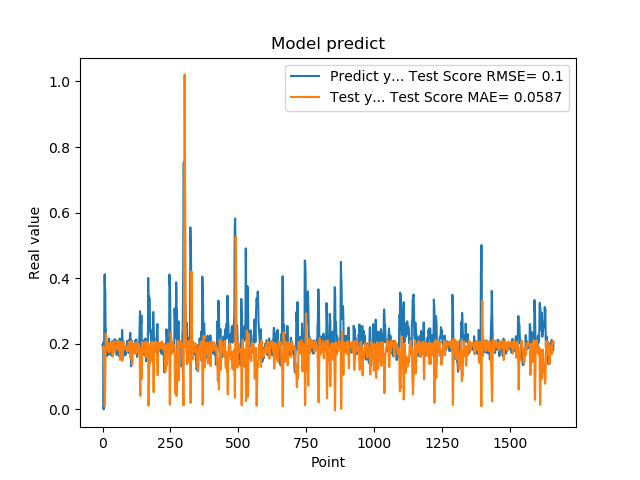 Model predict
Predict y... Test Score RMSE= 0.1
Test y... Test Score MAE= 0.0587
1.0
0.8
0.6
0.4
0.2
0.0
Real value
0 250 500 750 1000 1250 1500
Point